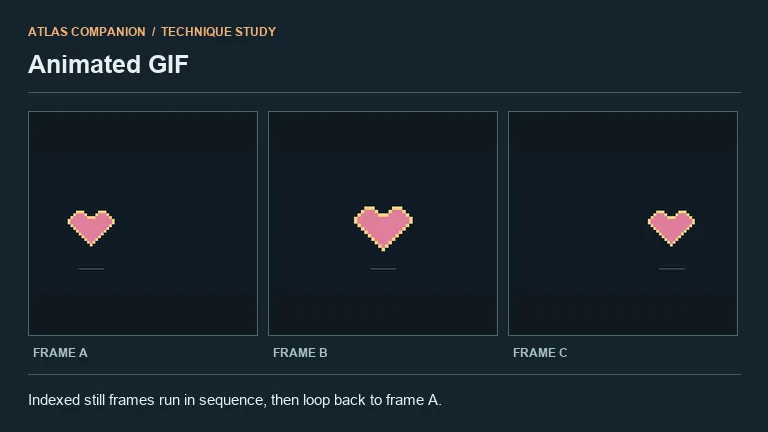 ATLAS COMPANION / TECHNIQUE STUDY
Animated GIF
FRAME A
FRAME B
FRAME C
Indexed still frames run in sequence, then loop back to frame A.